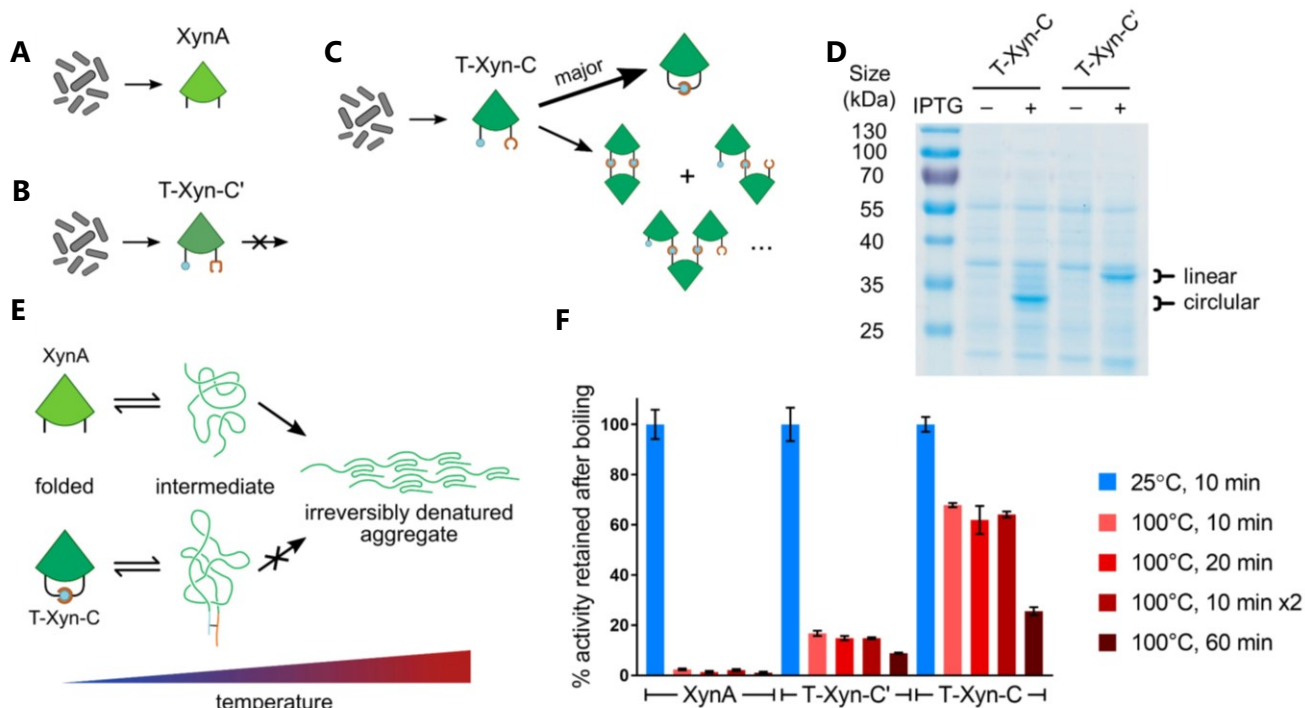 A
XynA
B
T-Xyn-C'
C
T-Xyn-C
major
+
...
D
T-Xyn-C
T-Xyn-C'
Size
(kDa)
IPTG
–
+
–
+
130
100
70
55
40
35
25
linear
circlular
E
XynA
folded
intermediate
irreversibly denatured
aggregate
T-Xyn-C
temperature
F
% activity retained after boiling
100
80
60
40
20
0
XynA
T-Xyn-C'
T-Xyn-C
25°C, 10 min
100°C, 10 min
100°C, 20 min
100°C, 10 min x2
100°C, 60 min